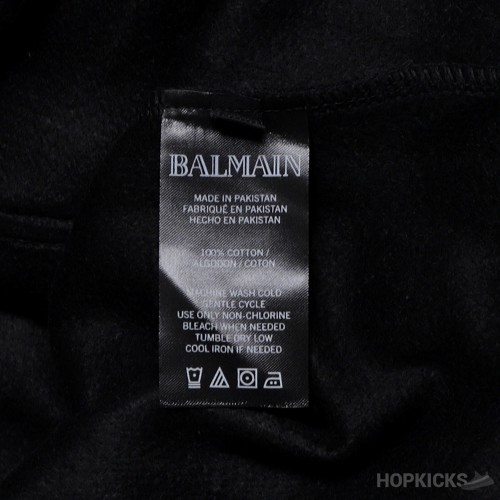 BALMAIN
MADE IN PAKISTAN
FABRIQUÉ EN PAKISTAN
HECHO EN PAKISTAN
100% COTTON /
ALGODON / COTON
MACHINE WASH COLD
GENTLE CYCLE
USE ONLY NON-CHLORINE
BLEACH WHEN NEEDED
TUMBLE DRY LOW
COOL IRON IF NEEDED
HOPKICKS